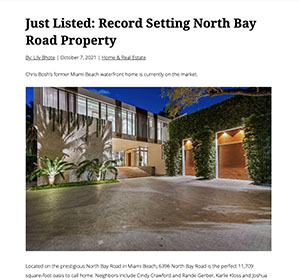 Just Listed: Record Setting North Bay
Road Property
By: Lily Bhote | October 7, 2021 | Home & Real Estate
Chris Bosh's former Miami Beach waterfront home is currently on the market.
Located on the prestigious North Bay Road in Miami Beach, 6396 North Bay Road is the perfect 11,709
square-foot oasis to call home. Neighbors include Cindy Crawford and Rande Gerber, Karlie Kloss and Joshua